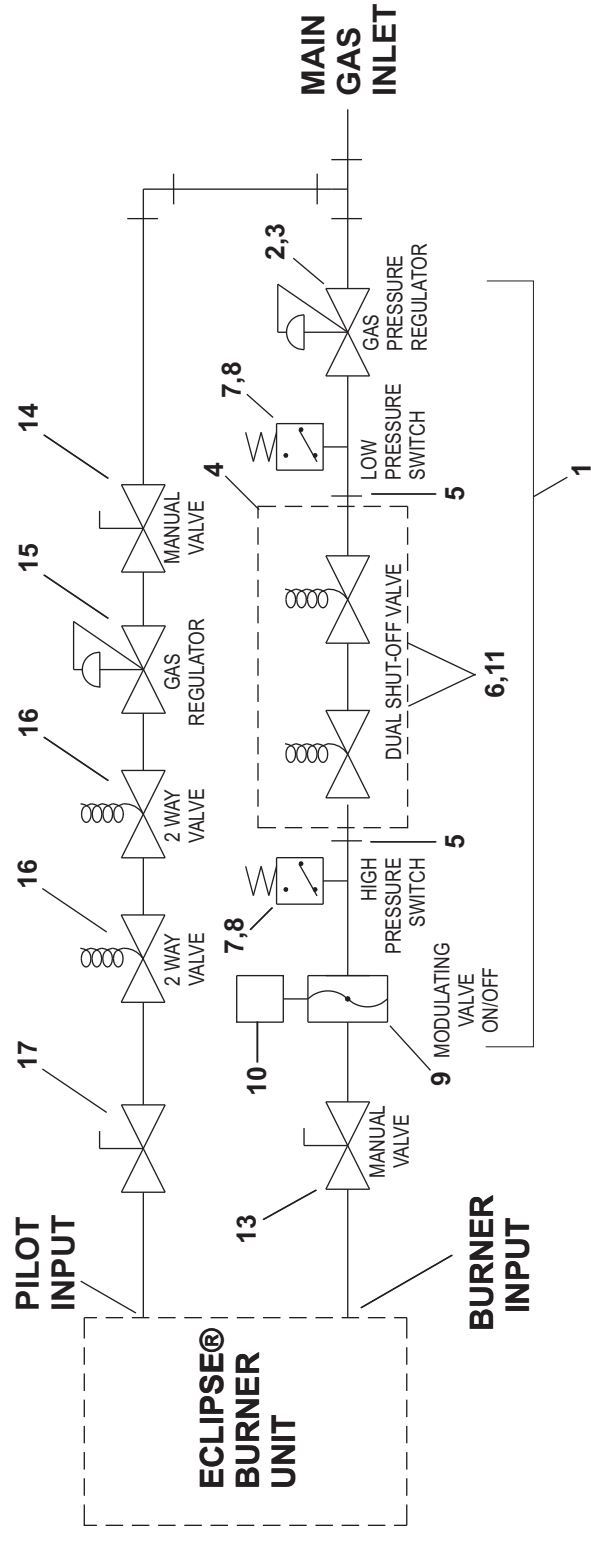 PILOT
INPUT
17
16
16
15
14
2 WAY
VALVE
2 WAY
VALVE
GAS
REGULATOR
MANUAL
VALVE
ECLIPSE®
BURNER
UNIT
MAIN
GAS
INLET
BURNER
INPUT
13
MANUAL
VALVE
10
9
MODULATING
VALVE
ON/OFF
7,8
HIGH
PRESSURE
SWITCH
5
4
DUAL SHUT-OFF VALVE
6,11
7,8
LOW
PRESSURE
SWITCH
5
2,3
GAS
PRESSURE
REGULATOR
1